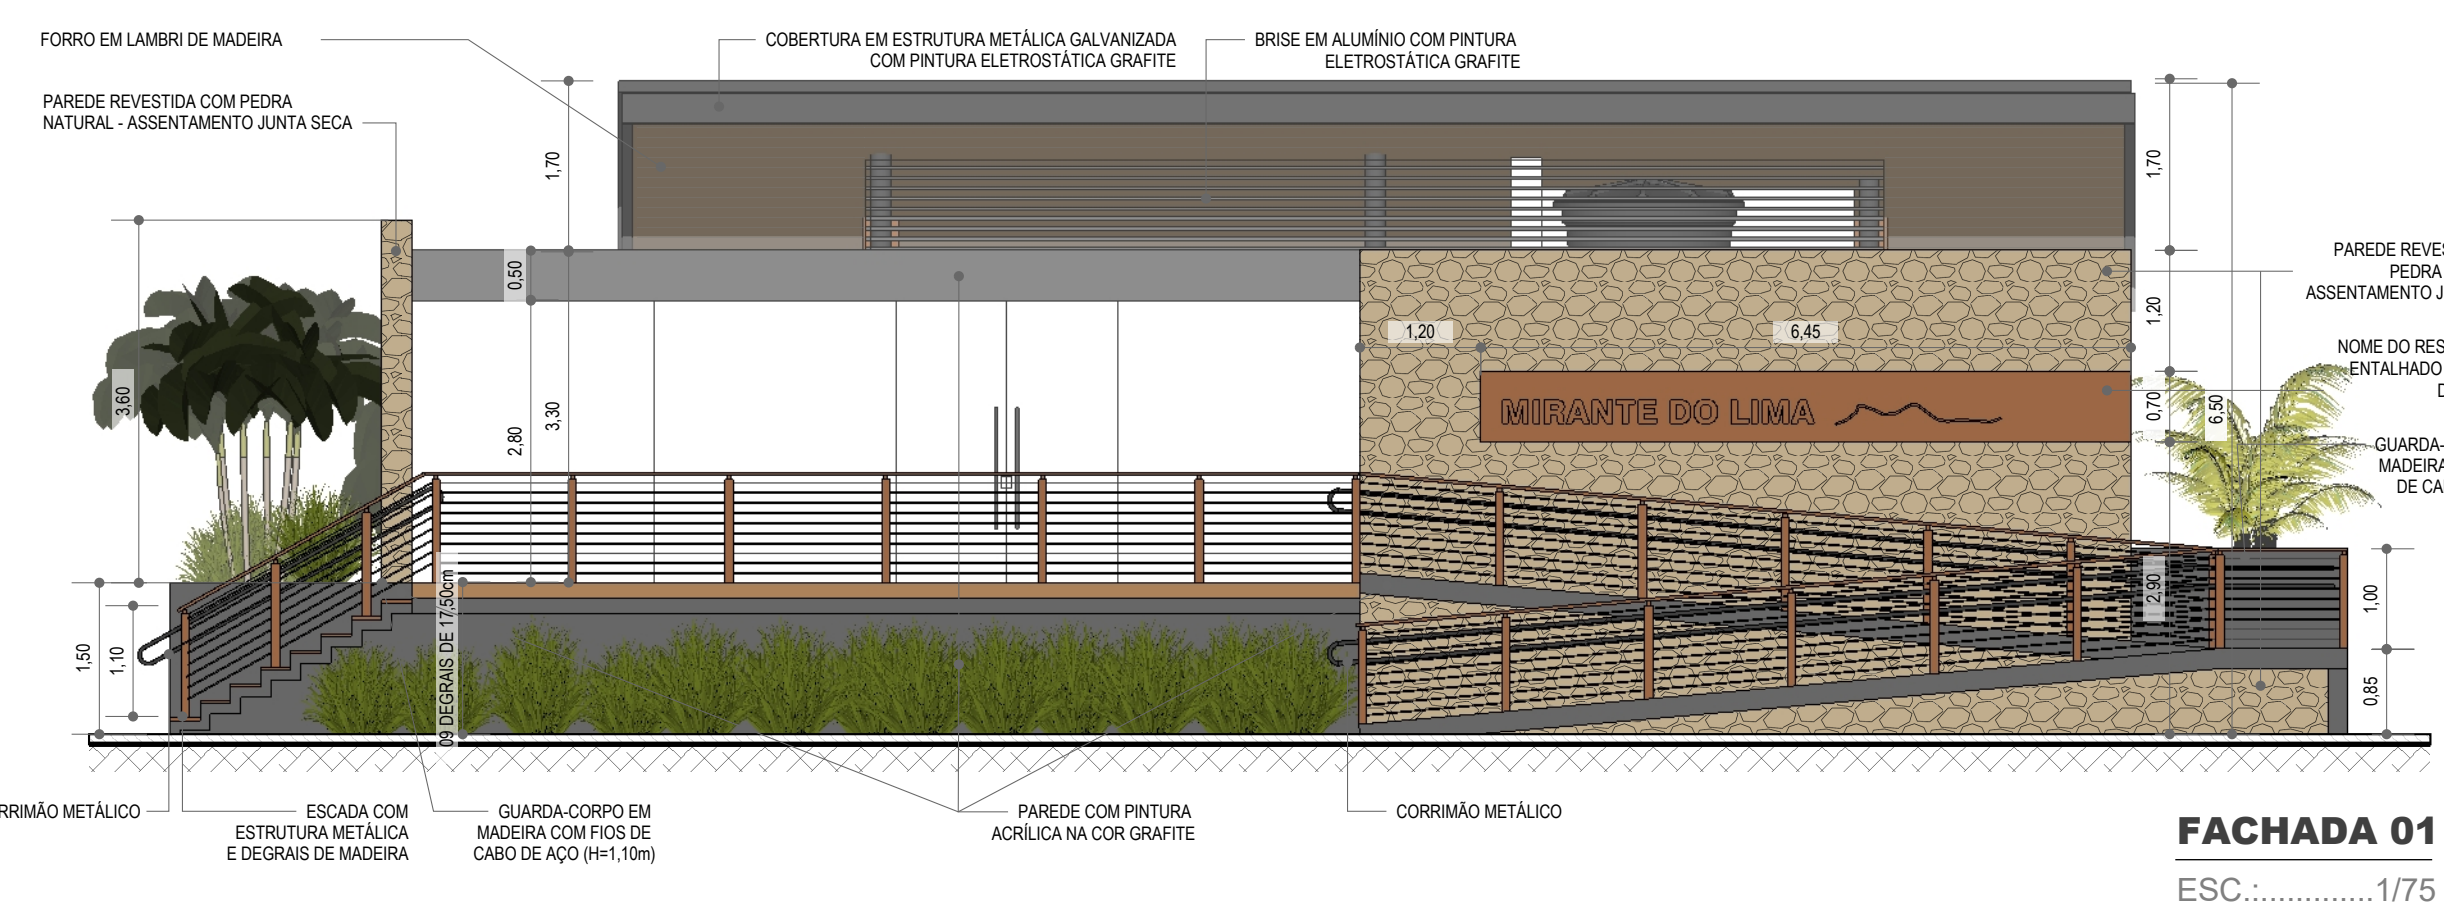 FORRO EM LAMBRI DE MADEIRA
COBERTURA EM ESTRUTURA METÁLICA GALVANIZADA
COM PINTURA ELETROSTÁTICA GRAFITE
BRISE EM ALUMÍNIO COM PINTURA
ELETROSTÁTICA GRAFITE
PAREDE REVESTIDA COM PEDRA
NATURAL - ASSENTAMENTO JUNTA SECA
1,70
1,70
PAREDE REVES
PEDRA
ASSENTAMENTO J
0,50
1,20
1,20
6,45
NOME DO RES
ENTALHADO
D
3,60
3,30
2,80
MIRANTE DO LIMA
0,70
6,50
GUARDA-
MADEIRA
DE CA
09 DEGRAIS DE 17,50cm
2,90
1,00
1,50
1,10
0,85
RRIMÃO METÁLICO
ESCADA COM
ESTRUTURA METÁLICA
E DEGRAIS DE MADEIRA
GUARDA-CORPO EM
MADEIRA COM FIOS DE
CABO DE AÇO (H=1,10m)
PAREDE COM PINTURA
ACRÍLICA NA COR GRAFITE
CORRIMÃO METÁLICO
FACHADA 01
ESC.:.............1/75